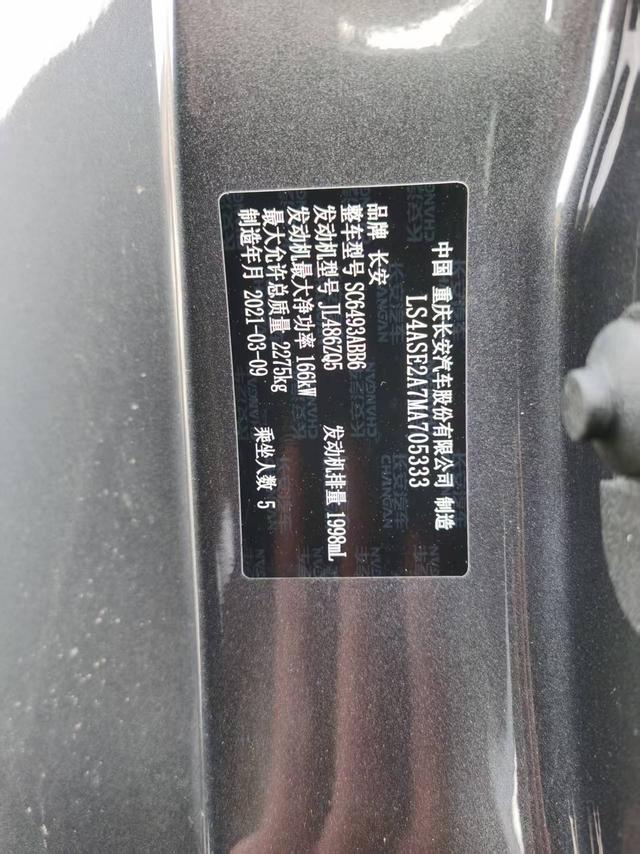 中国 重庆长安汽车股份有限公司 制造
LS4ASE2A7MA705333
品牌 长安
整车型号 SC6493ABB6
发动机型号 JL486ZQ5 发动机排量 1998mL
发动机最大净功率 166kW
最大允许总质量 2275kg
制造年月 2021-03-09 乘坐人数 5